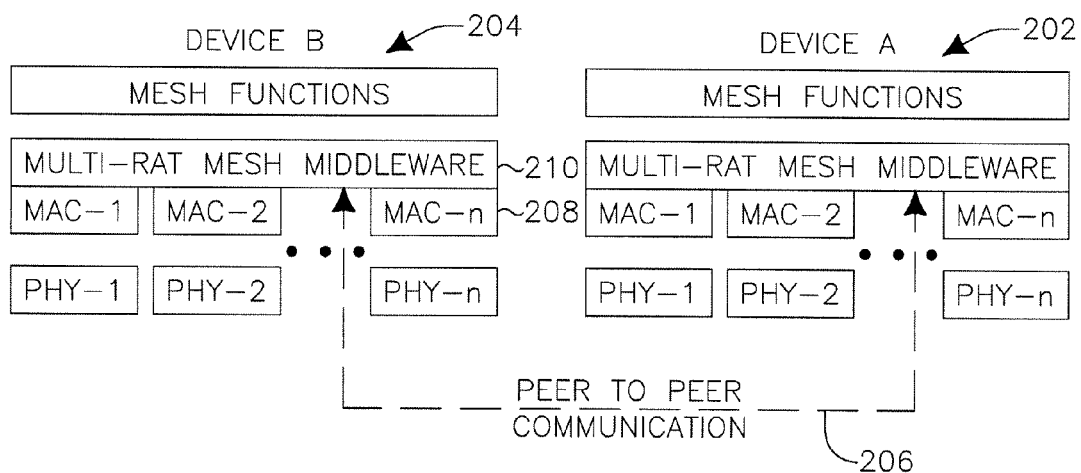 DEVICE B 204
DEVICE A 202
MESH FUNCTIONS
MESH FUNCTIONS
MULTI-RAT MESH MIDDLEWARE 210
MULTI-RAT MESH MIDDLEWARE
MAC-1 MAC-2 MAC-n 208
MAC-1 MAC-2 MAC-n
PHY-1 PHY-2 PHY-n
PHY-1 PHY-2 PHY-n
PEER TO PEER
COMMUNICATION
206